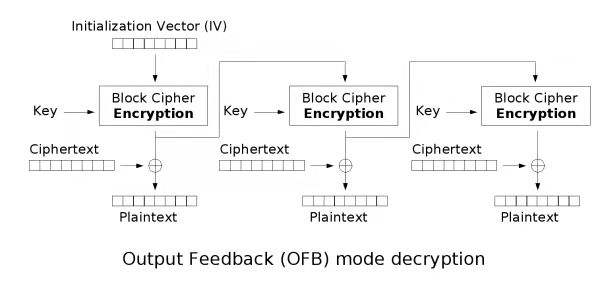 Initialization Vector (IV)
Block Cipher
Encryption
Block Cipher
Encryption
Block Cipher
Encryption
Key
Key
Key
Ciphertext
Ciphertext
Ciphertext
Plaintext
Plaintext
Plaintext
Output Feedback (OFB) mode decryption